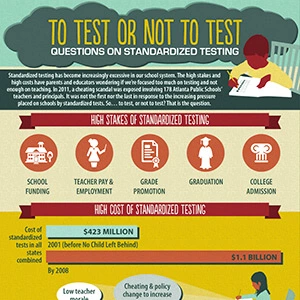 TO TEST OR NOT TO TEST
QUESTIONS ON STANDARDIZED TESTING
Standardized testing has become increasingly excessive in our school system. The high stakes and
high costs have parents and educators wondering if we're focused too much on testing and not
enough on teaching. In 2011, a cheating scandal was exposed involving 178 Atlanta Public Schools'
teachers and principals. It was not the first nor the last in response to the increasing pressure
placed on schools by standardized tests. So... to test, or not to test? That is the question.
HIGH STAKES OF STANDARDIZED TESTING
SCHOOL
FUNDING
TEACHER PAY &
EMPLOYMENT
GRADE
PROMOTION
GRADUATION
COLLEGE
ADMISSION
HIGH COST OF STANDARDIZED TESTING
Cost of
standardized
tests in all
states
combined
$423 MILLION
2001 (before No Child Left Behind)
$1.1 BILLION
By 2008
Low teacher
morale
Cheating & policy
change to increase